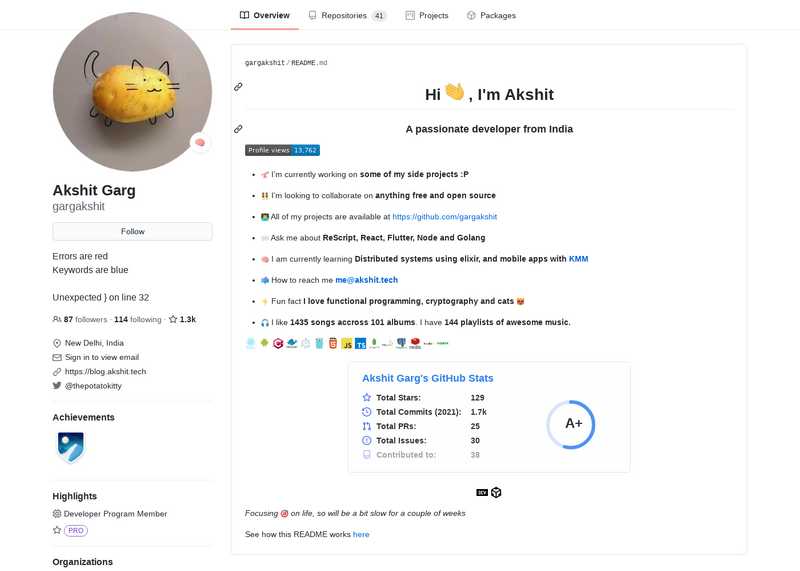 Overview
Repositories 41
Projects
Packages
Akshit Garg
gargakshit
Follow
Errors are red
Keywords are blue
Unexpected } on line 32
87 followers · 114 following · 1.3k
New Delhi, India
Sign in to view email
https://blog.akshit.tech
@thepotatokitty
Achievements
Highlights
Developer Program Member
PRO
Organizations
gargakshit / README.md
Hi 👋 , I'm Akshit
A passionate developer from India
Profile views 13,762
I'm currently working on some of my side projects :P
I'm looking to collaborate on anything free and open source
All of my projects are available at https://github.com/gargakshit
Ask me about ReScript, React, Flutter, Node and Golang
I am currently learning Distributed systems using elixir, and mobile apps with KMM
How to reach me me@akshit.tech
Fun fact I love functional programming, cryptography and cats
I like 1435 songs accross 101 albums. I have 144 playlists of awesome music.
JS TS
Akshit Garg's GitHub Stats
Total Stars: 129
Total Commits (2021): 1.7k
Total PRs: 25
Total Issues: 30
Contributed to: 38
A+
DEV
Focusing 🎯 on life, so will be a bit slow for a couple of weeks
See how this README works here